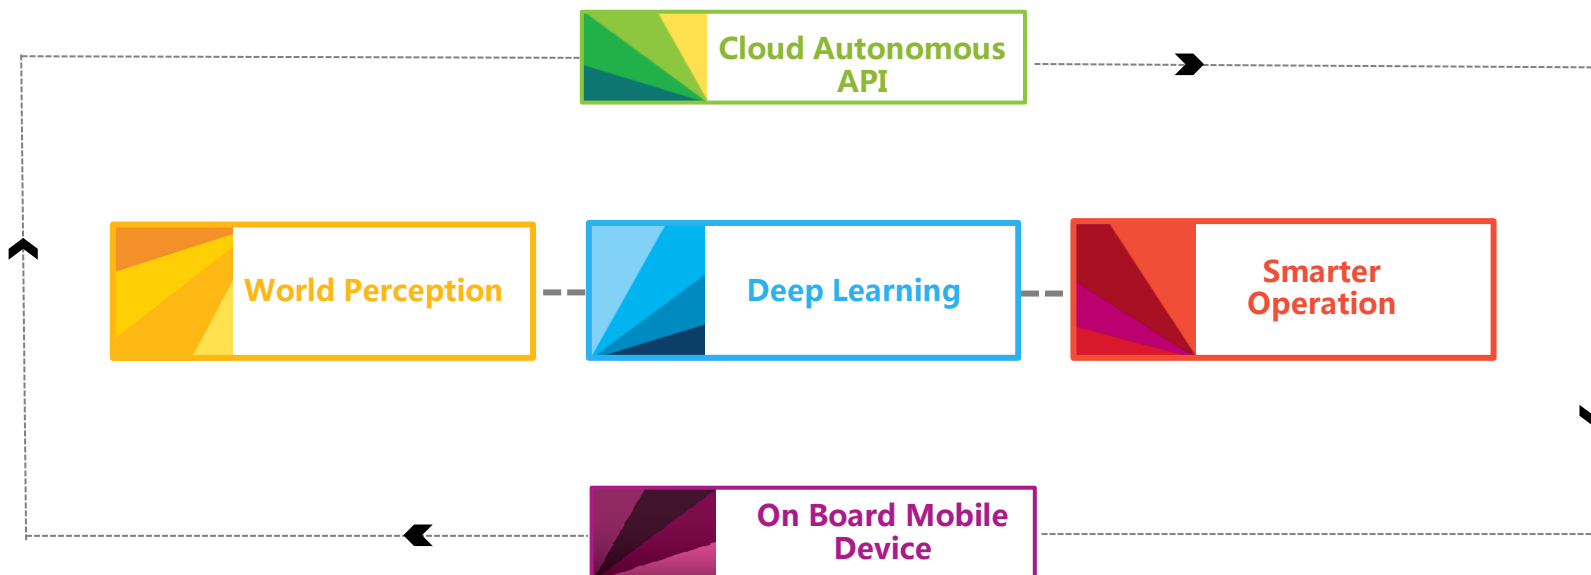 Cloud Autonomous
API
World Perception
Deep Learning
Smarter
Operation
On Board Mobile
Device